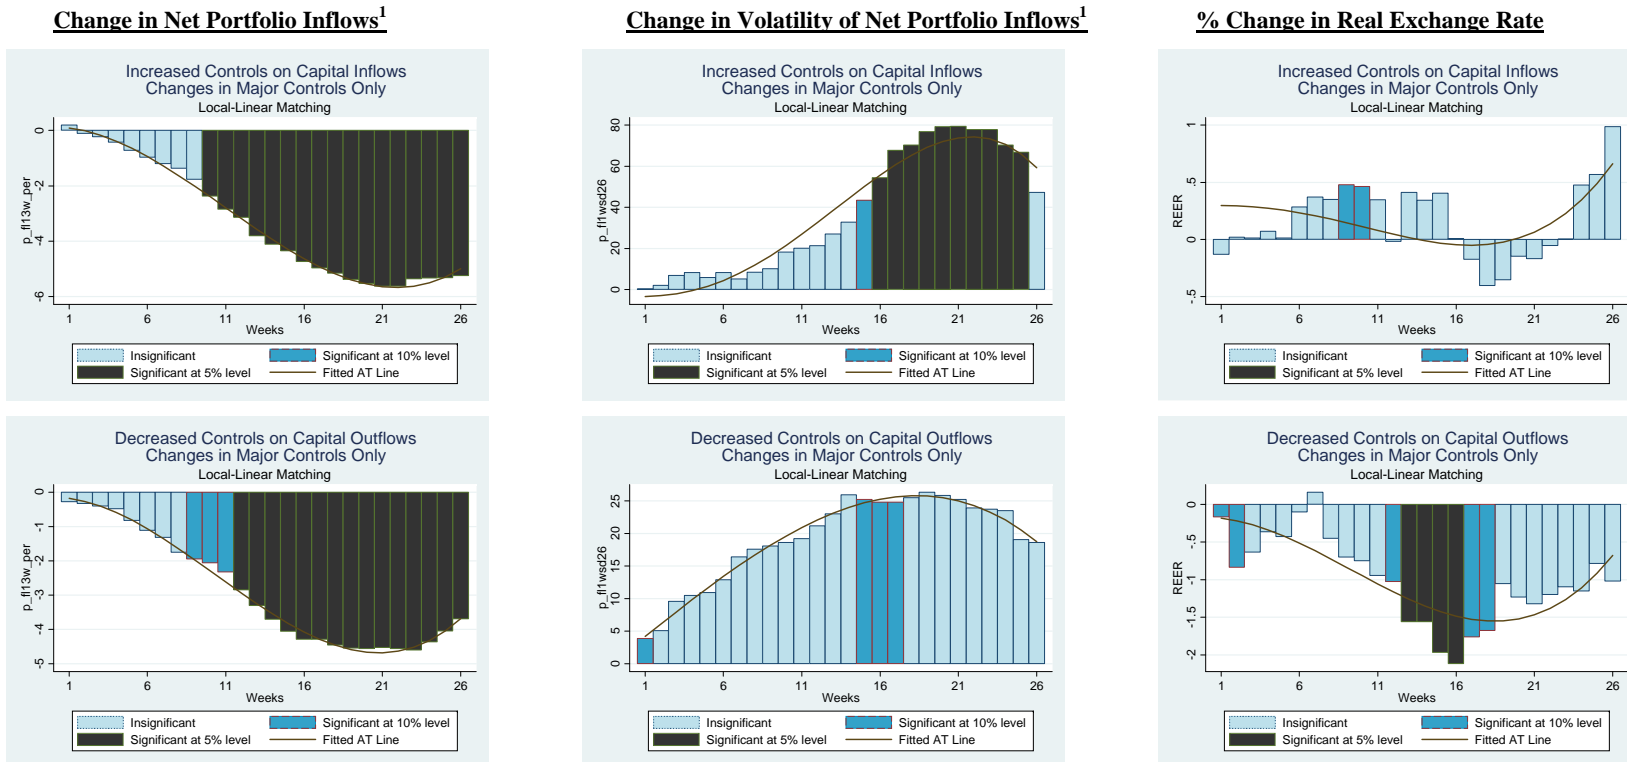 Change in Net Portfolio Inflows1
Change in Volatility of Net Portfolio Inflows1
% Change in Real Exchange Rate
Increased Controls on Capital Inflows
Changes in Major Controls Only
Local-Linear Matching
p_fl13w_per
0
-2
-4
-6
1 6 11 16 21 26
Weeks
Insignificant
Significant at 10% level
Significant at 5% level
Fitted AT Line
Increased Controls on Capital Inflows
Changes in Major Controls Only
Local-Linear Matching
p_fl1wsd26
80
60
40
20
0
1 6 11 16 21 26
Weeks
Insignificant
Significant at 10% level
Significant at 5% level
Fitted AT Line
Increased Controls on Capital Inflows
Changes in Major Controls Only
Local-Linear Matching
REER
1
.5
0
-.5
1 6 11 16 21 26
Weeks
Insignificant
Significant at 10% level
Significant at 5% level
Fitted AT Line
Decreased Controls on Capital Outflows
Changes in Major Controls Only
Local-Linear Matching
p_fl13w_per
0
-1
-2
-3
-4
-5
1 6 11 16 21 26
Weeks
Insignificant
Significant at 10% level
Significant at 5% level
Fitted AT Line
Decreased Controls on Capital Outflows
Changes in Major Controls Only
Local-Linear Matching
p_fl1wsd26
25
20
15
10
5
0
1 6 11 16 21 26
Weeks
Insignificant
Significant at 10% level
Significant at 5% level
Fitted AT Line
Decreased Controls on Capital Outflows
Changes in Major Controls Only
Local-Linear Matching
REER
0
-.5
-1
-1.5
-2
1 6 11 16 21 26
Weeks
Insignificant
Significant at 10% level
Significant at 5% level
Fitted AT Line